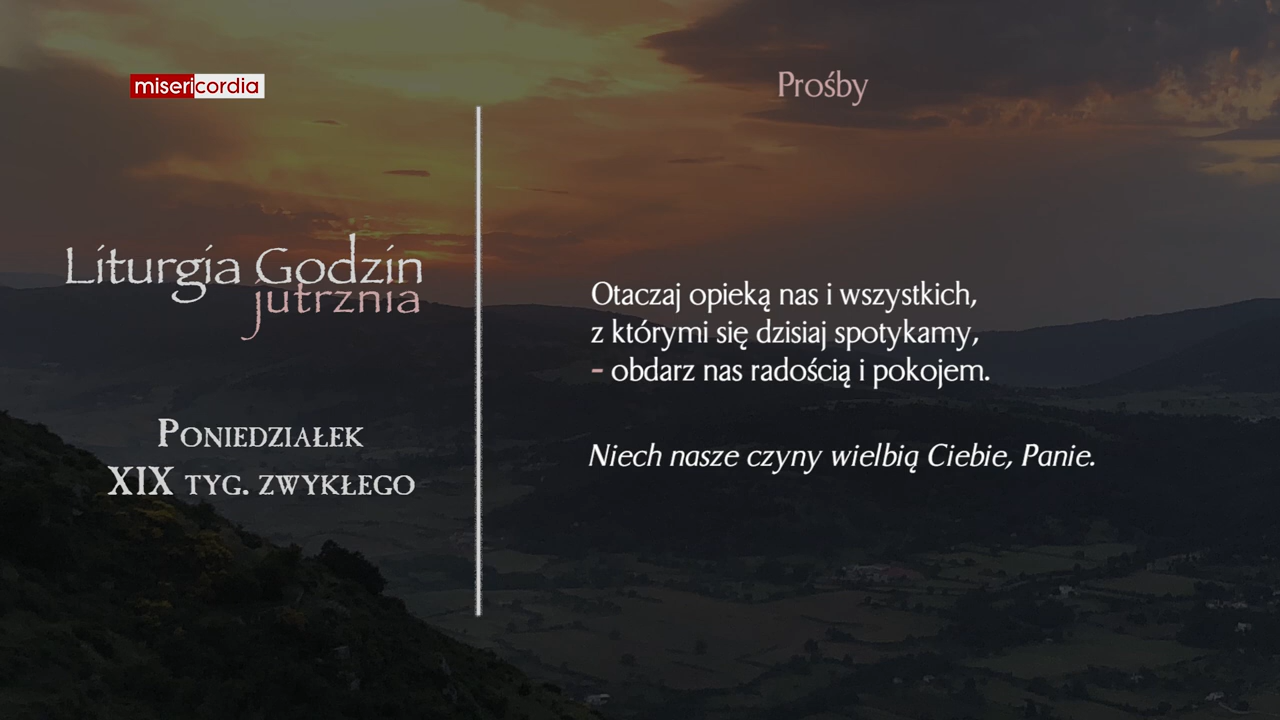 misericordia
Liturgia Godzin
jutrznia
Poniedziałek
XIX tyg. zwykłego
Prośby
Otaczaj opieką nas i wszystkich,
z którymi się dzisiaj spotykamy,
- obdarz nas radością i pokojem.
Niech nasze czyny wielbią Ciebie, Panie.